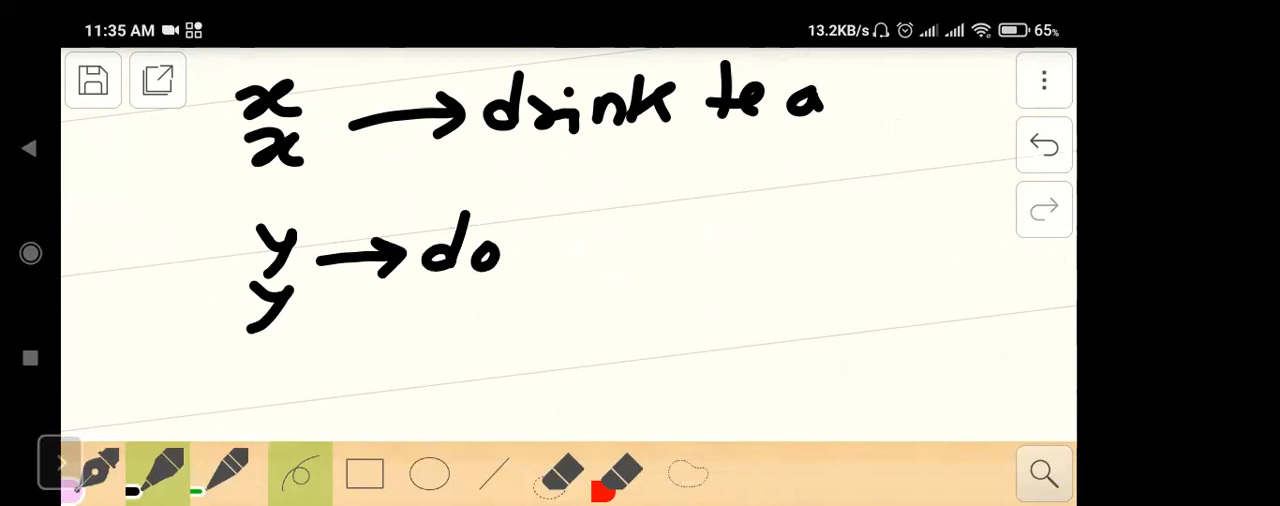 11:35 AM
13.2KB/s 65%
x → drink tea
x
y → do
y